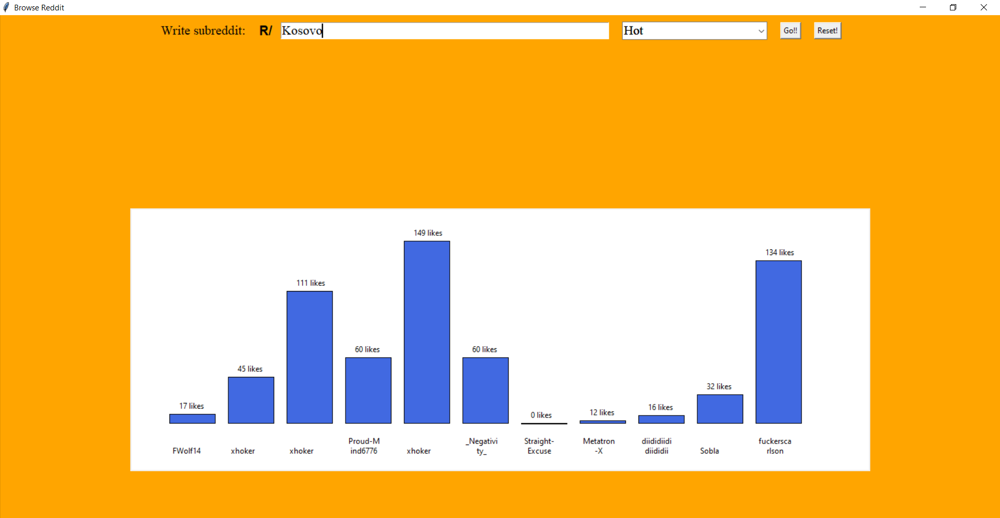 Browse Reddit
Write subreddit: R/ Kosovo Hot Go!! Reset!
149 likes
134 likes
111 likes
60 likes
60 likes
45 likes
32 likes
17 likes
16 likes
12 likes
0 likes
FWolf14
xhoker
xhoker
Proud-M
ind6776
xhoker
_Negativi
ty_
Straight-
Excuse
Metatron
-X
diididiidi
diididii
Sobla
fuckersca
rlson